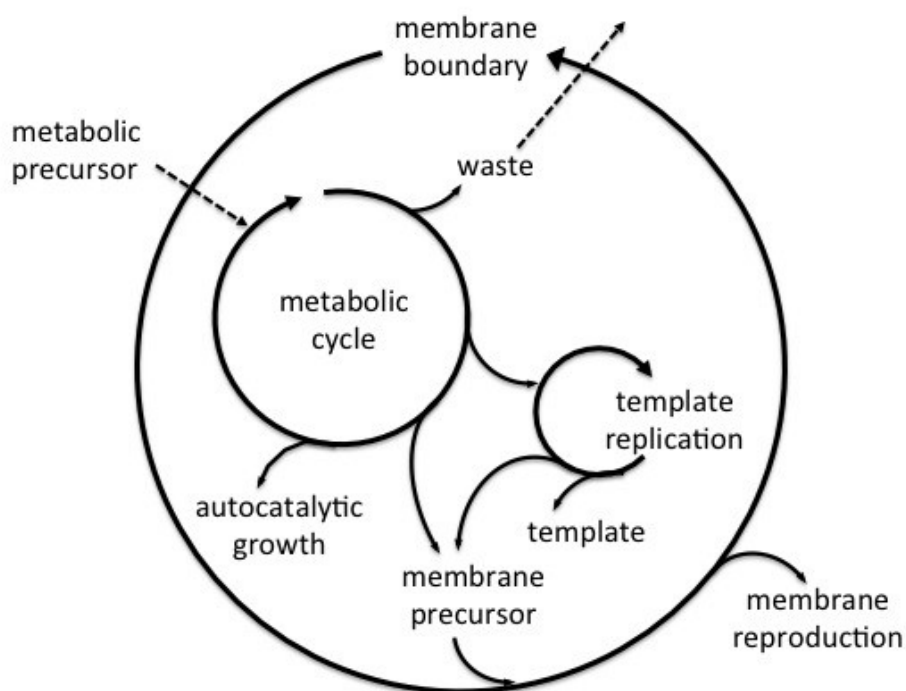 membrane
boundary
metabolic
precursor
waste
metabolic
cycle
template
replication
autocatalytic
growth
template
membrane
precursor
membrane
reproduction